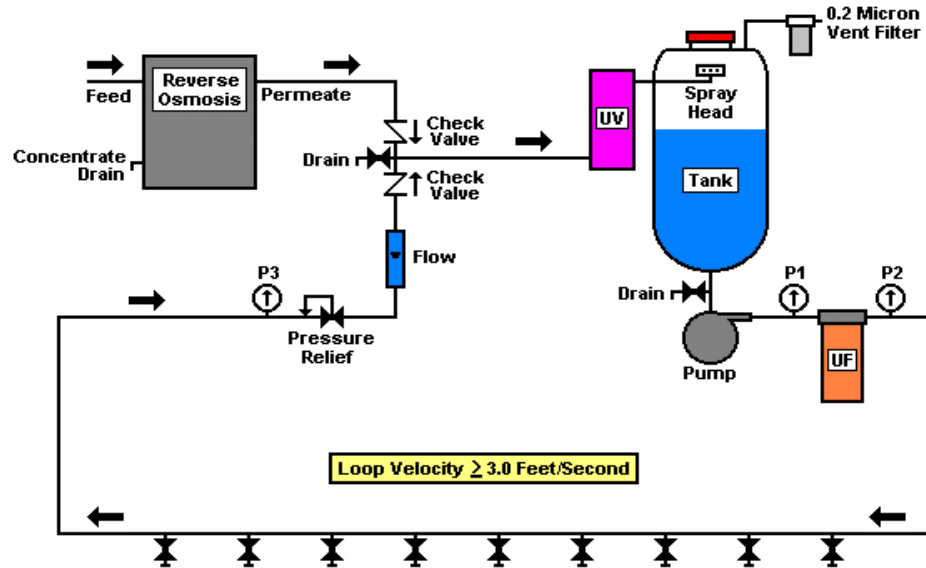 0.2 Micron
Vent Filter
Reverse
Osmosis
Feed
Permeate
Check
Valve
UV
Spray
Head
Concentrate
Drain
Drain
Check
Valve
Tank
Flow
P3
P1
P2
Drain
Pressure
Relief
Pump
UF
Loop Velocity ≥ 3.0 Feet/Second